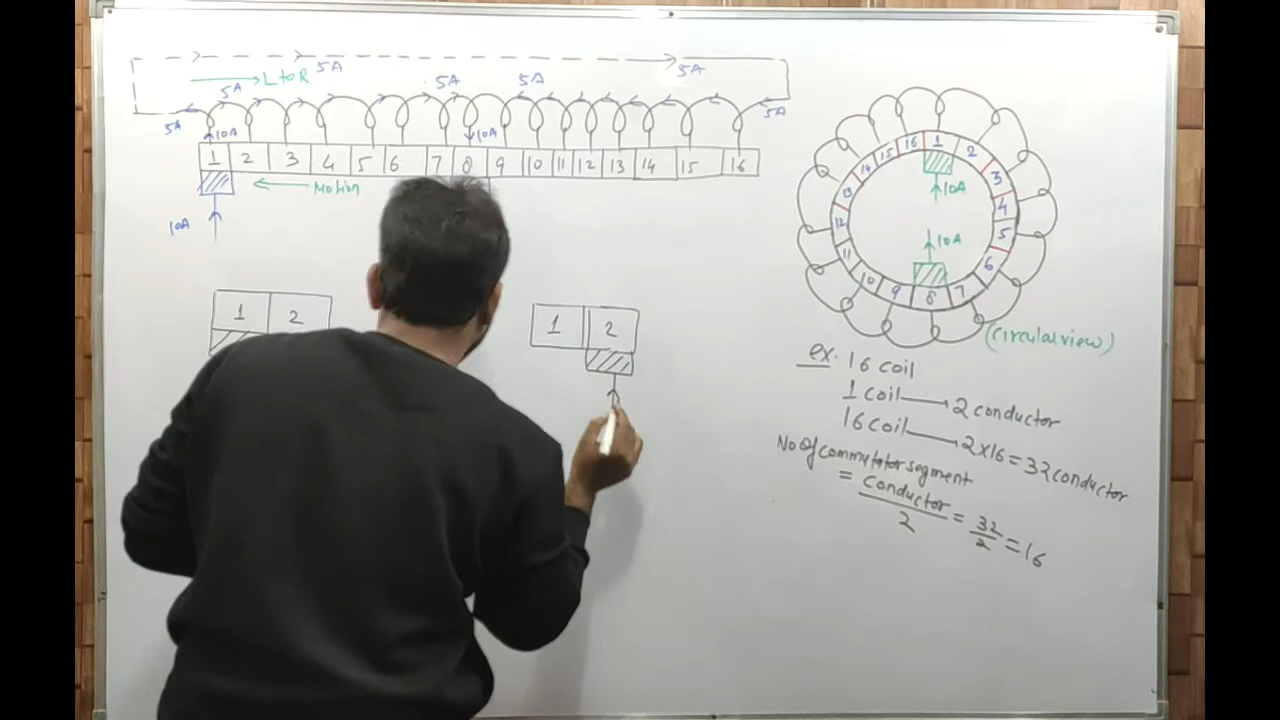 5A
5A
5A
5A
5A
L to R
5A
5A
10A
10A
1 2 3 4 5 6 7 8 9 10 11 12 13 14 15 16
Motion
10A
1 2
1 2
16 1 2 3 4 5 6 7 8 9 10 11 12 13 14 15
10A
10A
(Circular view)
ex. 16 coil
1 coil → 2 conductor
16 coil → 2x16 = 32 conductor
No of commutator segment
= conductor/2 = 32/2 = 16